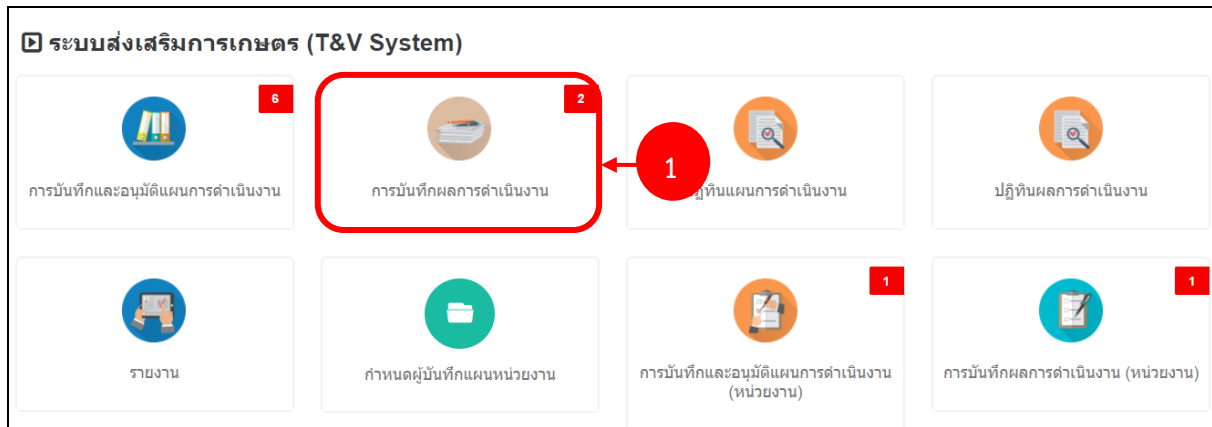 ระบบส่งเสริมการเกษตร (T&V System)
6
การบันทึกและอนุมัติแผนการดำเนินงาน
2
การบันทึกผลการดำเนินงาน
1
ฏิทินแผนการดำเนินงาน
ปฏิทินผลการดำเนินงาน
รายงาน
กำหนดผู้บันทึกแผนหน่วยงาน
1
การบันทึกและอนุมัติแผนการดำเนินงาน
(หน่วยงาน)
1
การบันทึกผลการดำเนินงาน (หน่วยงาน)